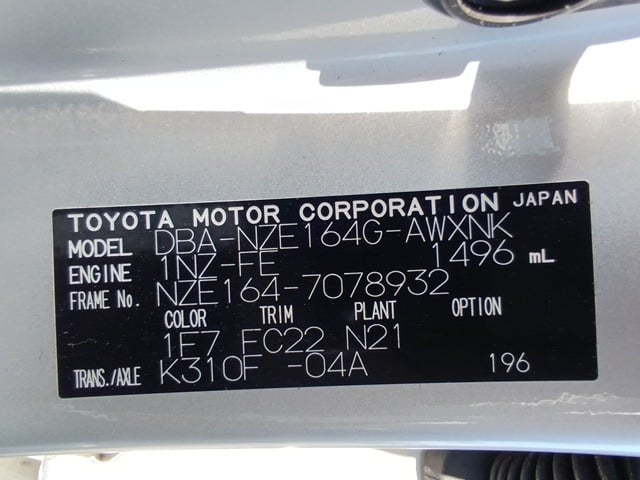 TOYOTA MOTOR CORPORATION JAPAN
MODEL DBA-NZE164G-AWXNK
ENGINE 1NZ-FE 1496 mL
FRAME No. NZE164-7078932
COLOR TRIM PLANT OPTION
1F7 FC22 N21
TRANS./AXLE K310F -04A 196